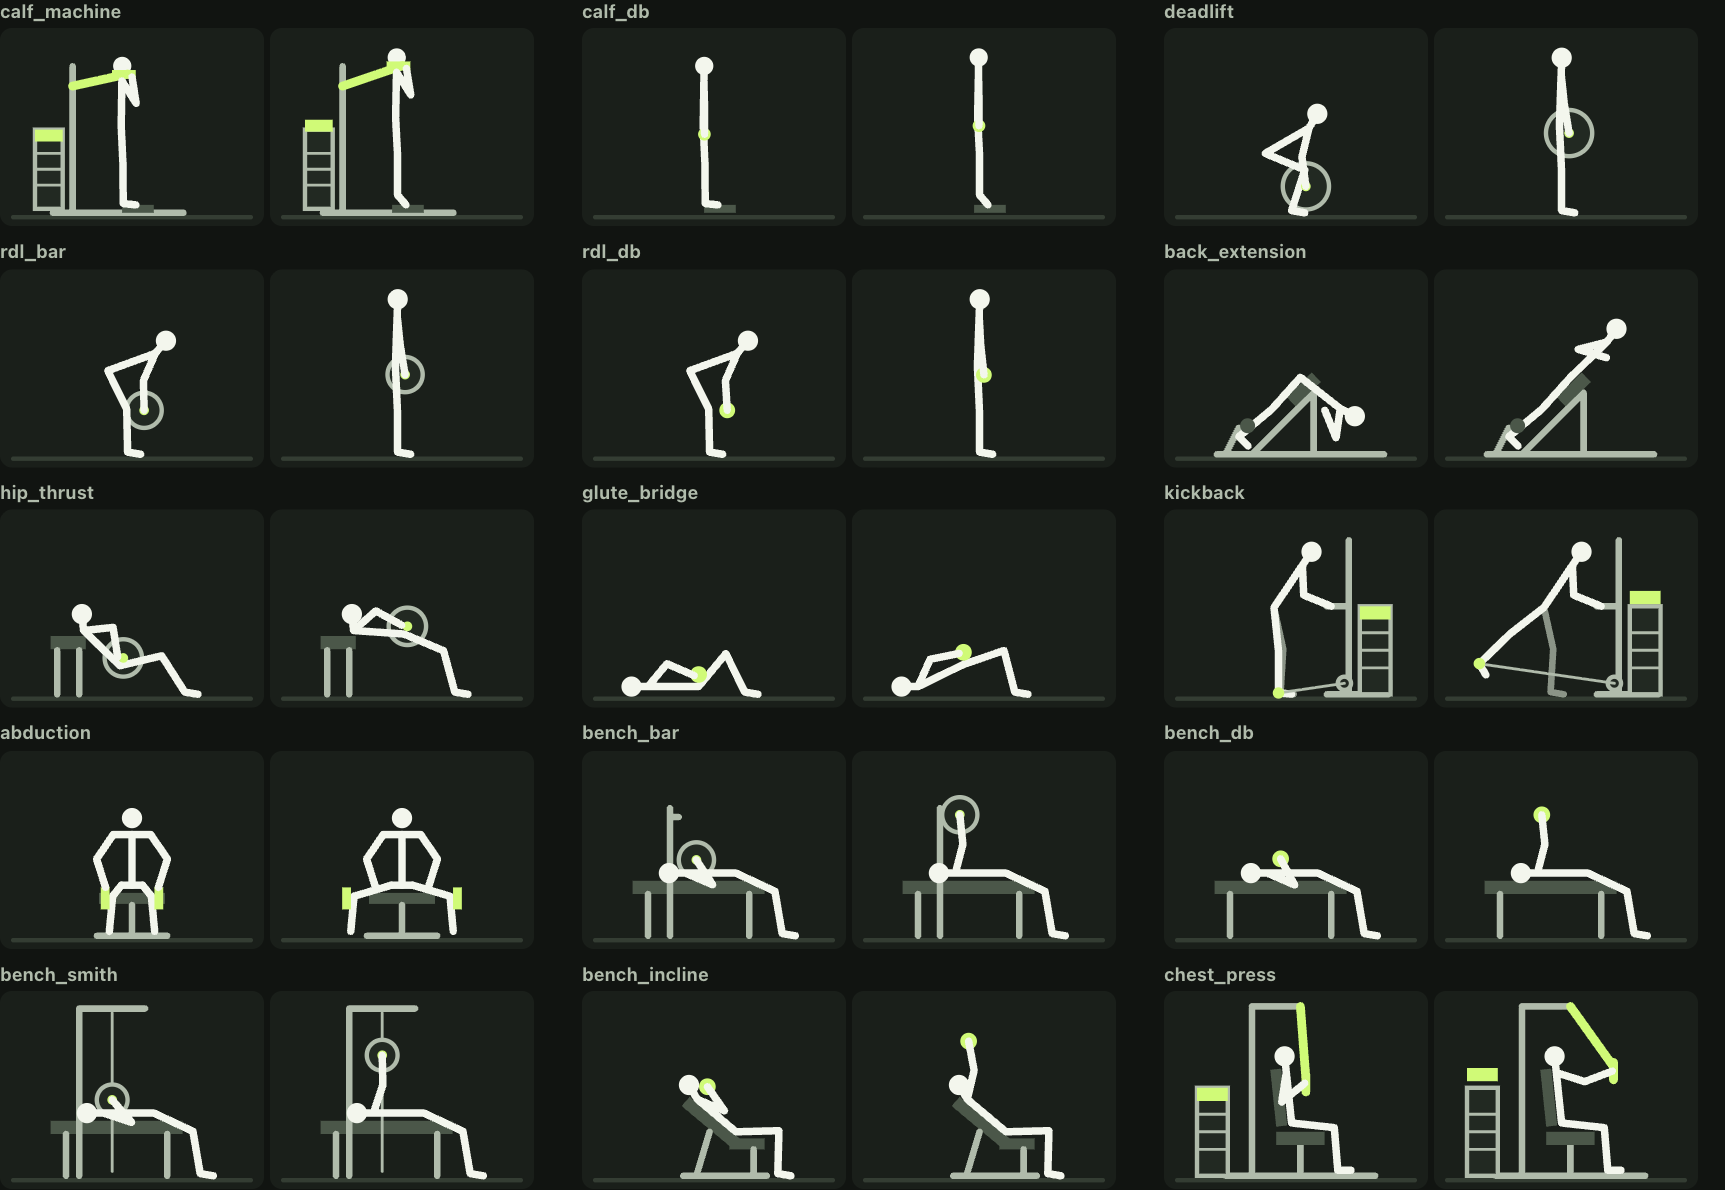 calf_machine
calf_db
deadlift
rdl_bar
rdl_db
back_extension
hip_thrust
glute_bridge
kickback
abduction
bench_bar
bench_db
bench_smith
bench_incline
chest_press